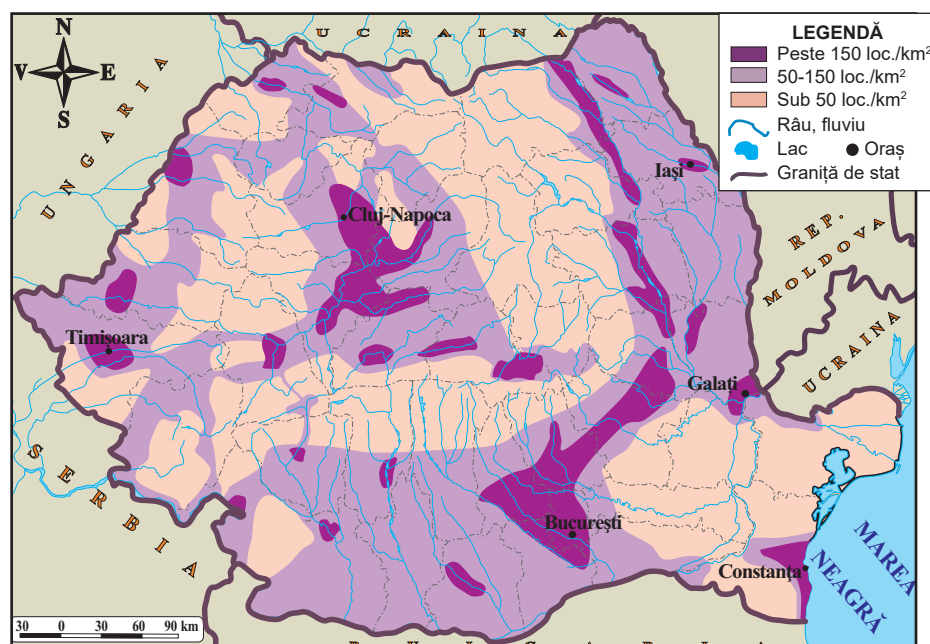 UCRAINA
LEGENDĂ
Peste 150 loc./km²
50-150 loc./km²
Sub 50 loc./km²
Râu, fluviu
Lac
Oraș
Graniță de stat
N
V
E
S
UNGARIA
Iași
Cluj-Napoca
REP.
MOLDOVA
Timișoara
UCRAINA
Galați
SERBIA
București
Constanța
MAREA
NEAGRĂ
30 0 30 60 90 km